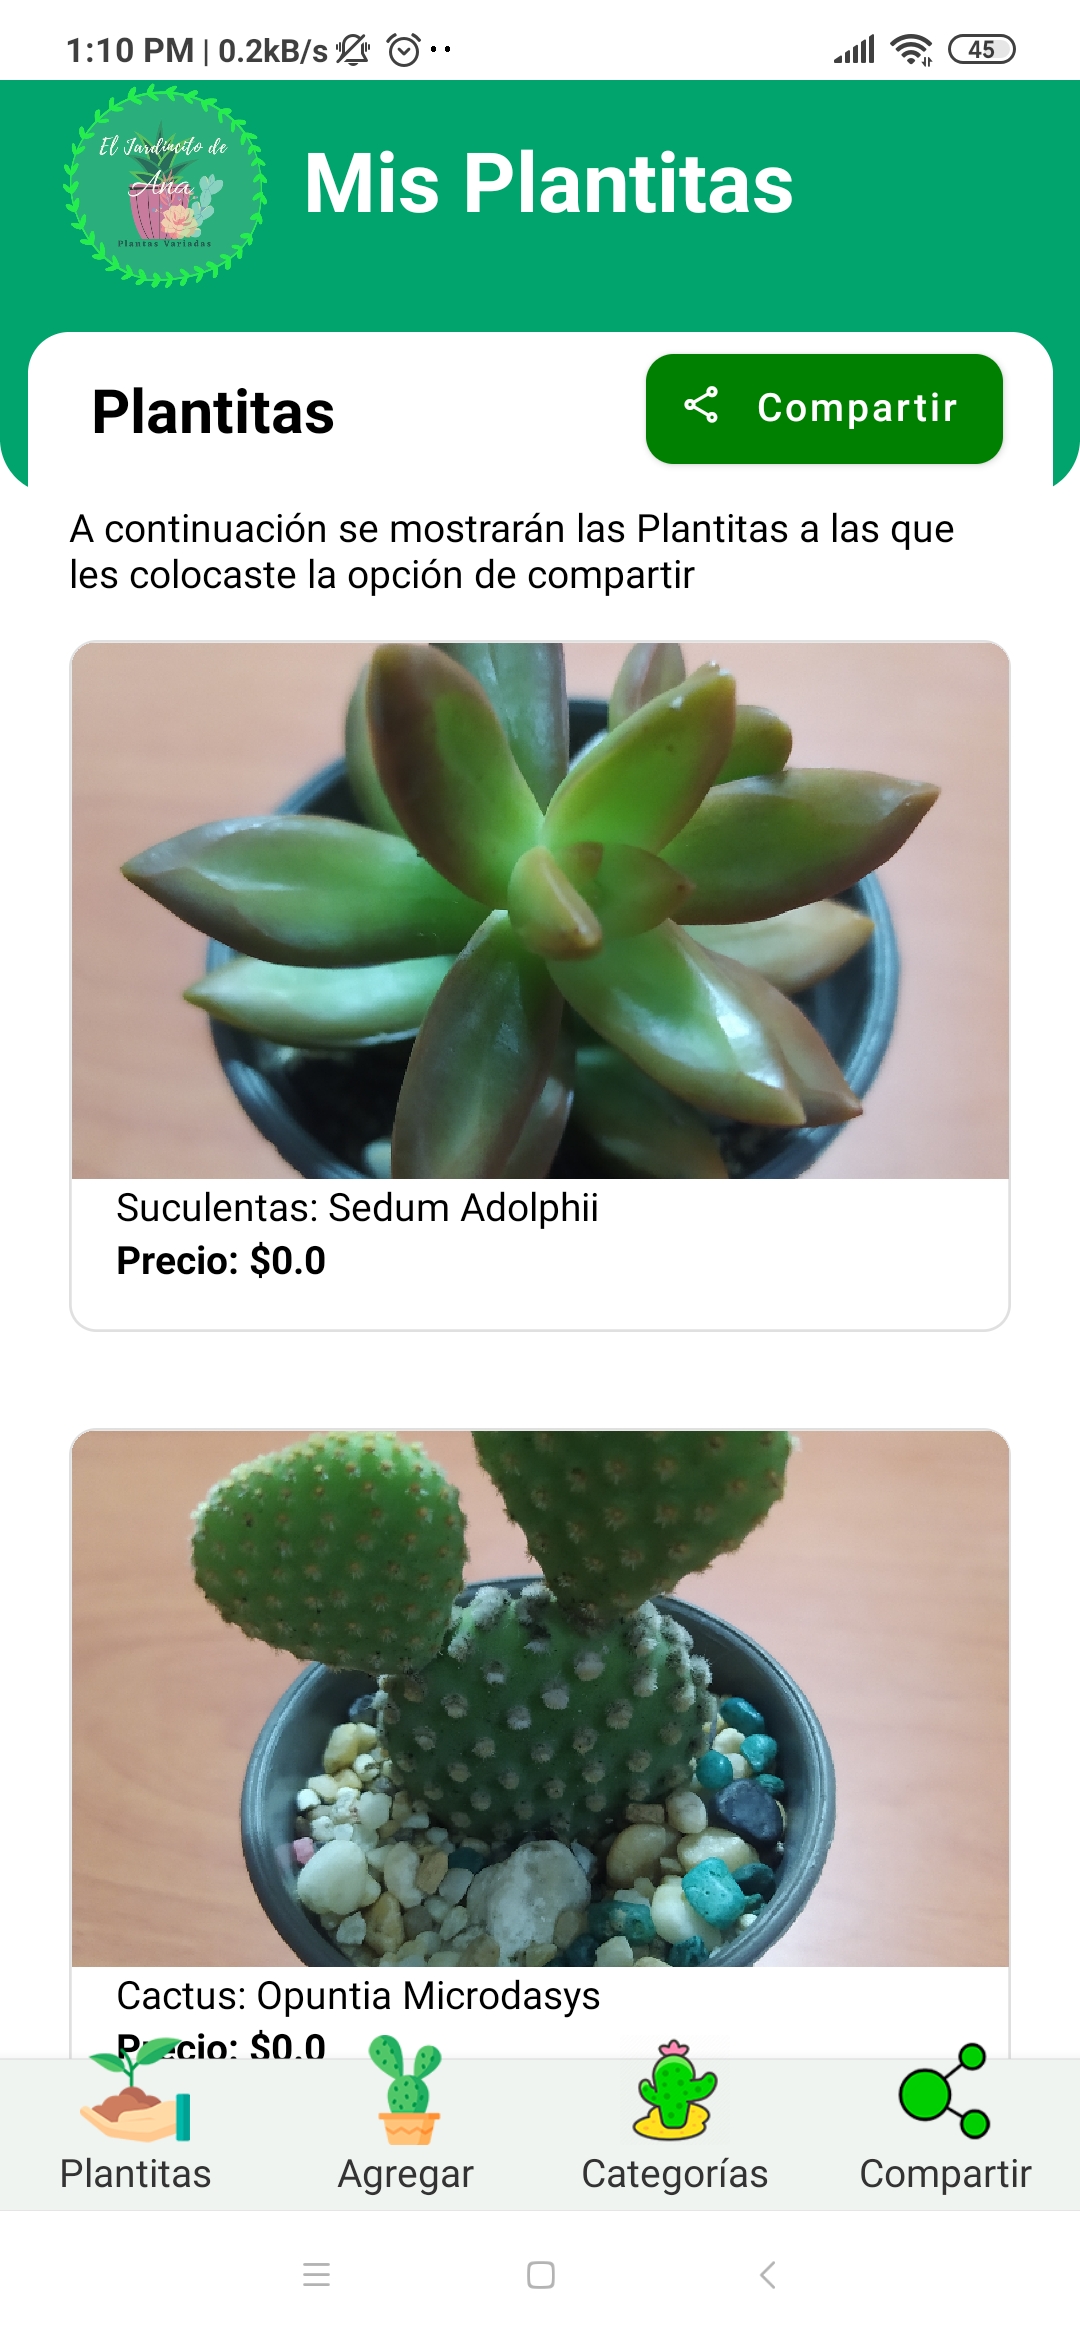 1:10 PM | 0.2kB/s
45
El Jardincito de
Ana
Plantas Variadas
Mis Plantitas
Plantitas
Compartir
A continuación se mostrarán las Plantitas a las que
les colocaste la opción de compartir
Suculentas: Sedum Adolphii
Precio: $0.0
Cactus: Opuntia Microdasys
Precio: $0.0
Plantitas
Agregar
Categorías
Compartir